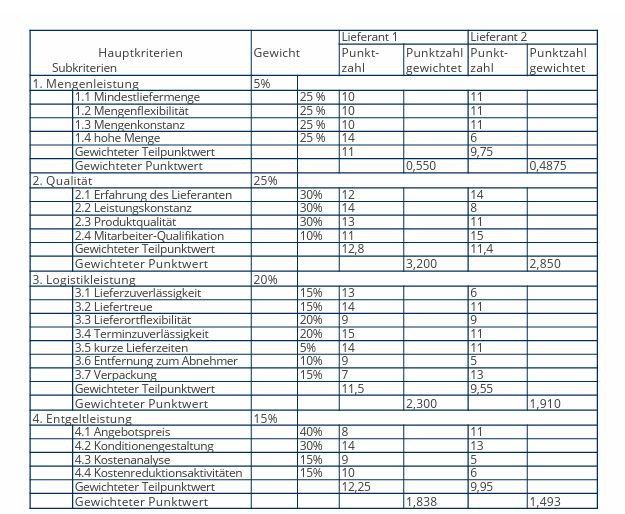 Lieferant 1 Lieferant 2
Hauptkriterien Gewicht Punkt- Punktzahl Punkt- Punktzahl
Subkriterien zahl gewichtet zahl gewichtet
1. Mengenleistung 5%
1.1 Mindestliefermenge 25 % 10 11
1.2 Mengenflexibilität 25 % 10 11
1.3 Mengenkonstanz 25 % 10 11
1.4 hohe Menge 25 % 14 6
Gewichteter Teilpunktwert 11 9,75
Gewichteter Punktwert 0,550 0,4875
2. Qualität 25%
2.1 Erfahrung des Lieferanten 30% 12 14
2.2 Leistungskonstanz 30% 14 8
2.3 Produktqualität 30% 13 11
2.4 Mitarbeiter-Qualifikation 10% 11 15
Gewichteter Teilpunktwert 12,8 11,4
Gewichteter Punktwert 3,200 2,850
3. Logistikleistung 20%
3.1 Lieferzuverlässigkeit 15% 13 6
3.2 Liefertreue 15% 14 11
3.3 Lieferortflexibilität 20% 9 9
3.4 Terminzuverlässigkeit 20% 15 11
3.5 kurze Lieferzeiten 5% 14 11
3.6 Entfernung zum Abnehmer 10% 9 5
3.7 Verpackung 15% 7 13
Gewichteter Teilpunktwert 11,5 9,55
Gewichteter Punktwert 2,300 1,910
4. Entgeltleistung 15%
4.1 Angebotspreis 40% 8 11
4.2 Konditionengestaltung 30% 14 13
4.3 Kostenanalyse 15% 9 5
4.4 Kostenreduktionsaktivitäten 15% 10 6
Gewichteter Teilpunktwert 12,25 9,95
Gewichteter Punktwert 1,838 1,493